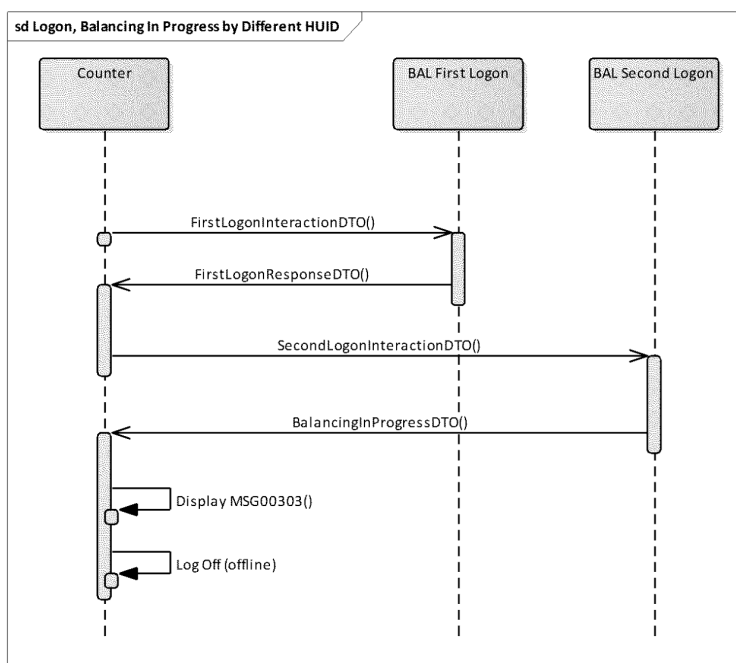 sd Logon, Balancing In Progress by Different HUID
Counter
BAL First Logon
BAL Second Logon
FirstLogonInteractionDTO()
FirstLogonResponseDTO()
SecondLogonInteractionDTO()
BalancingInProgressDTO()
Display MSG00303()
Log Off (offline)